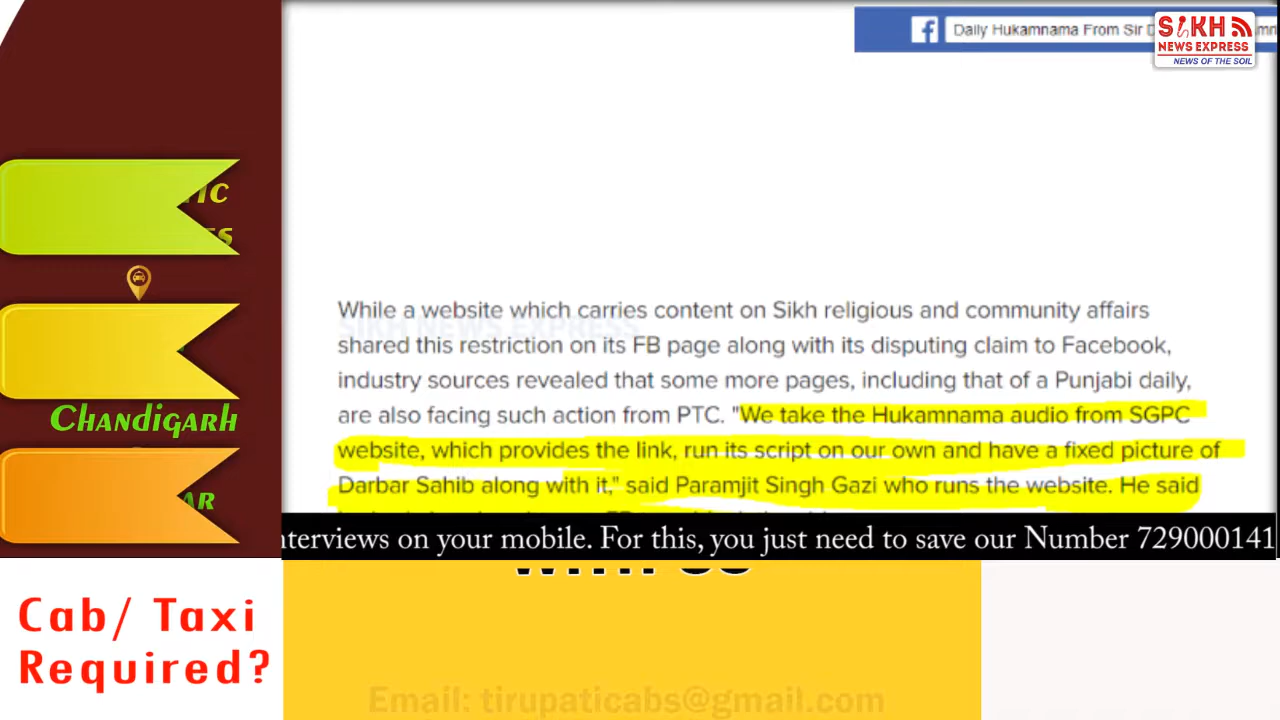 Daily Hukamnama From Sir
SIKH
NEWS EXPRESS
NEWS OF THE SOIL
While a website which carries content on Sikh religious and community affairs
SIKH NEWS EXPRESS
shared this restriction on its FB page along with its disputing claim to Facebook,
industry sources revealed that some more pages, including that of a Punjabi daily,
are also facing such action from PTC. "We take the Hukamnama audio from SGPC
website, which provides the link, run its script on our own and have a fixed picture of
Darbar Sahib along with it," said Paramjit Singh Gazi who runs the website. He said
nterviews on your mobile. For this, you just need to save our Number 729000141
Chandigarh
AR
Cab/ Taxi
Required?
Email: tirupaticabs@gmail.com